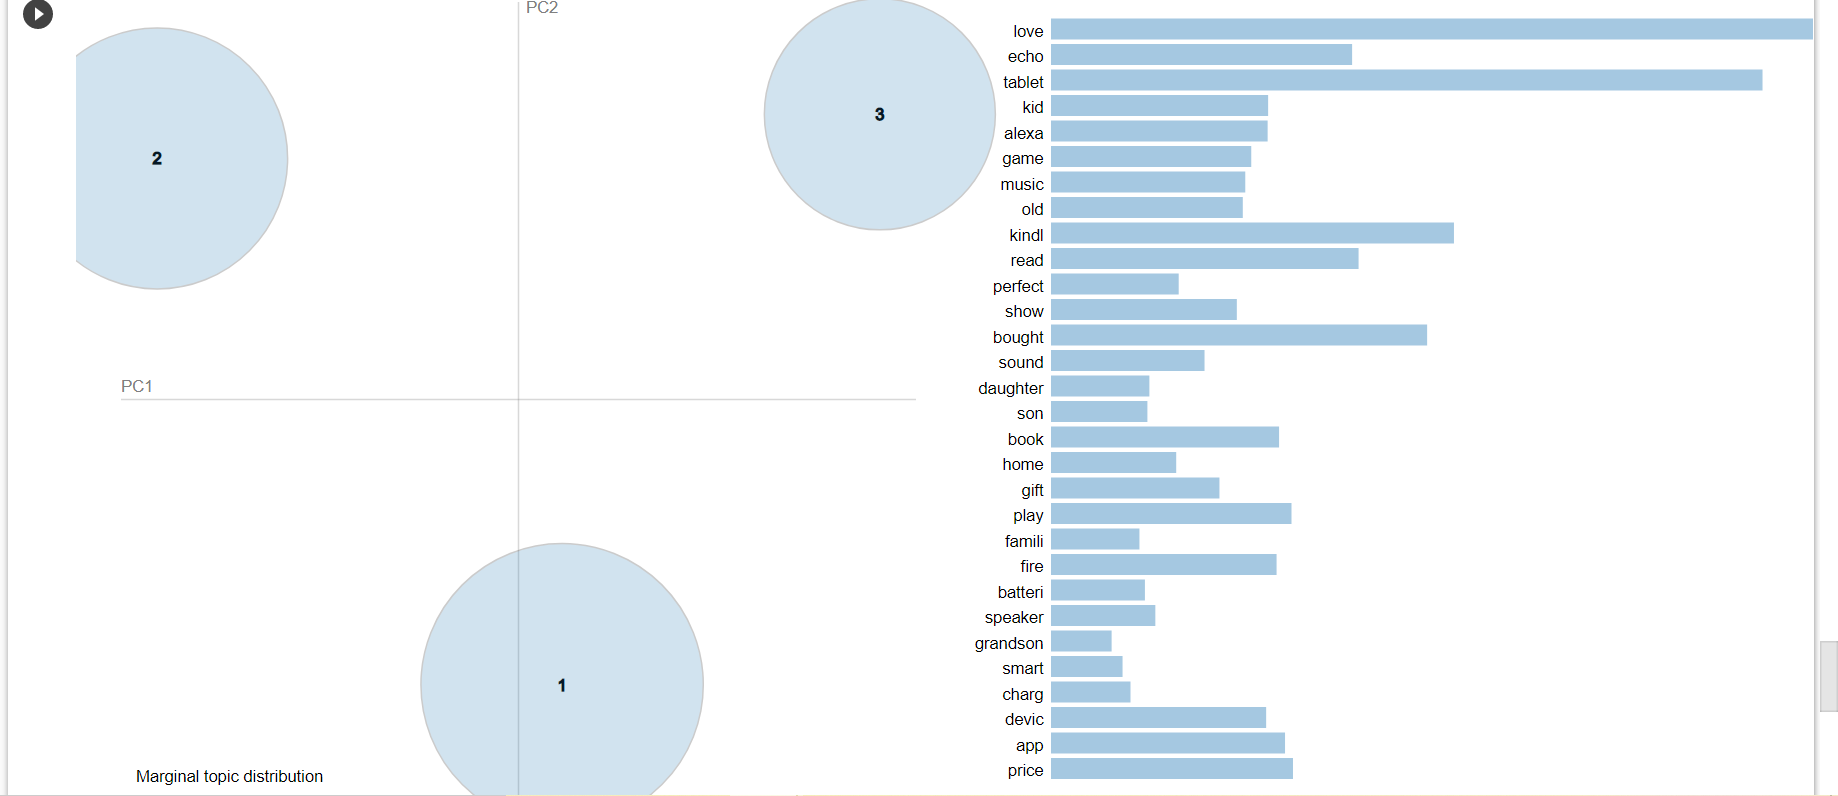 PC2
2
3
PC1
1
Marginal topic distribution
love
echo
tablet
kid
alexa
game
music
old
kindl
read
perfect
show
bought
sound
daughter
son
book
home
gift
play
famili
fire
batteri
speaker
grandson
smart
charg
devic
app
price